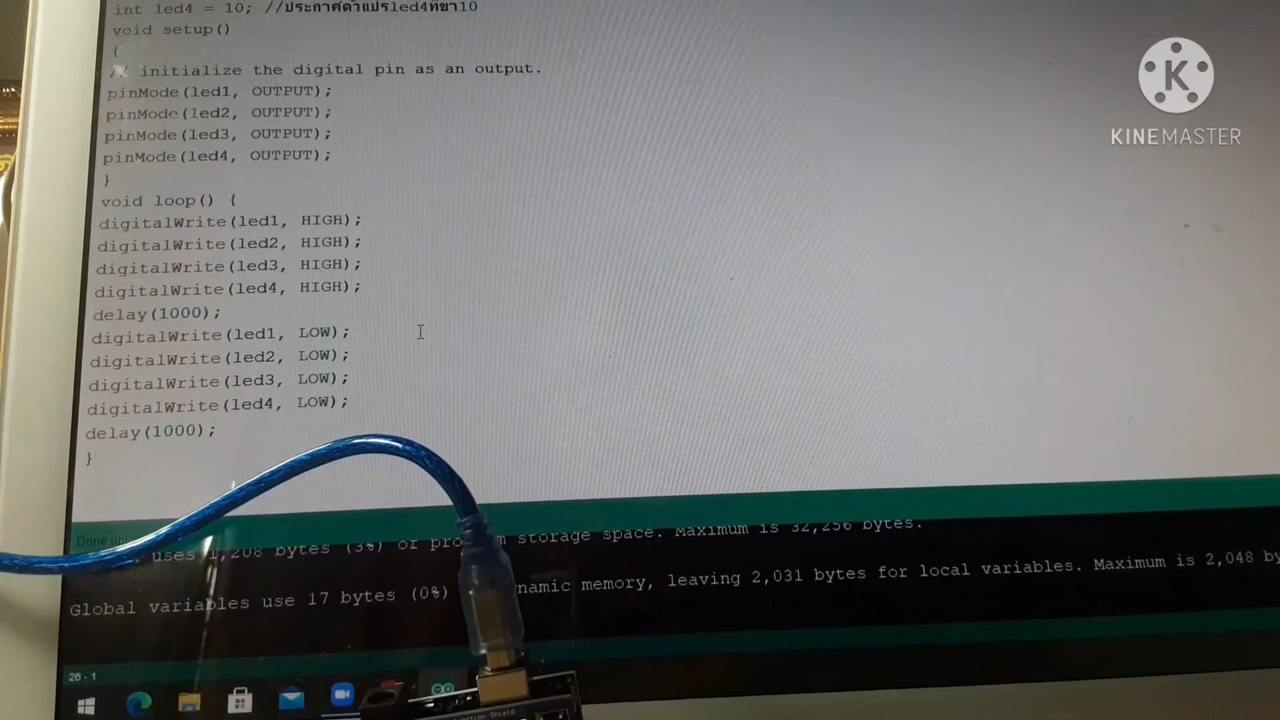 int led4 = 10; //ประกาศตัวแปรled4ที่ขา10
void setup()
{
// initialize the digital pin as an output.
pinMode(led1, OUTPUT);
pinMode(led2, OUTPUT);
pinMode(led3, OUTPUT);
pinMode(led4, OUTPUT);
}
void loop() {
digitalWrite(led1, HIGH);
digitalWrite(led2, HIGH);
digitalWrite(led3, HIGH);
digitalWrite(led4, HIGH);
delay(1000);
digitalWrite(led1, LOW);
digitalWrite(led2, LOW);
digitalWrite(led3, LOW);
digitalWrite(led4, LOW);
delay(1000);
}
K
KINEMASTER
Done
uses 1,208 bytes (3%) of storage space. Maximum is 32,256 bytes.
Global variables use 17 bytes (0%) memory, leaving 2,031 bytes for local variables. Maximum is 2,048
26 - 1
Shield